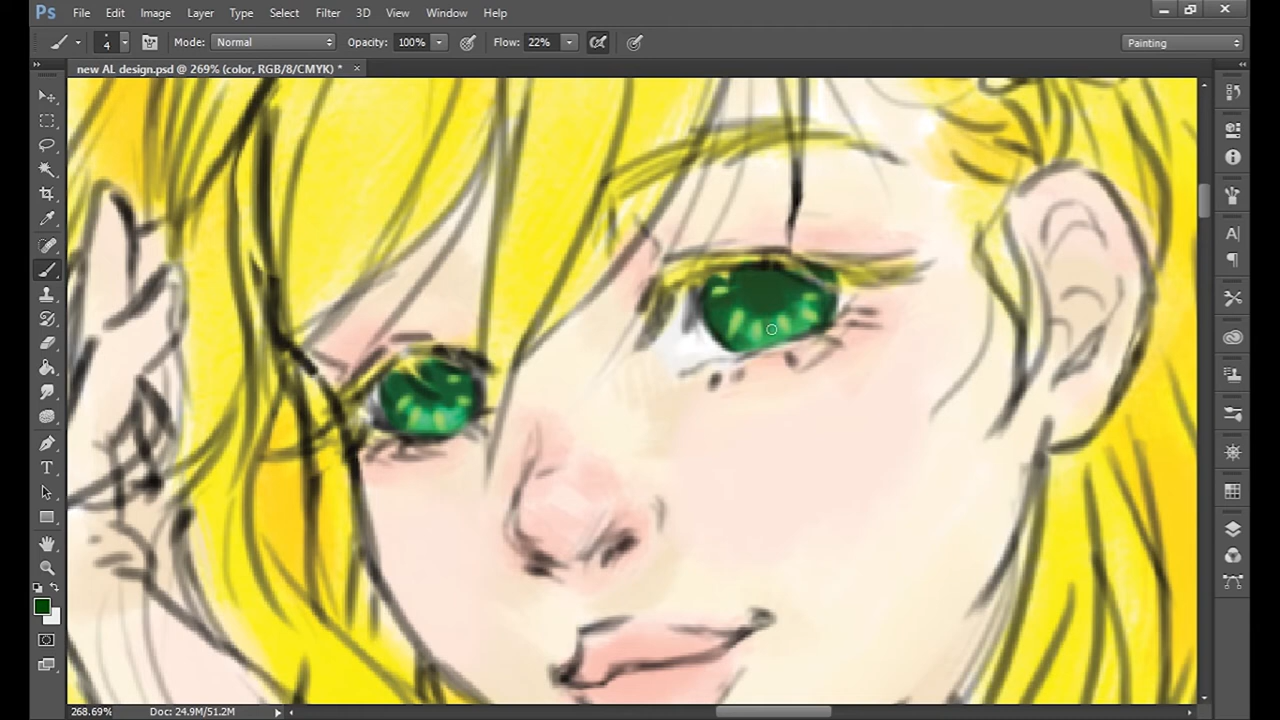 Ps File Edit Image Layer Type Select Filter 3D View Window Help
4 Mode: Normal Opacity: 100% Flow: 22% Painting
new AL design.psd @ 269% (color, RGB/8/CMYK) *
268.69% Doc: 24.9M/51.2M